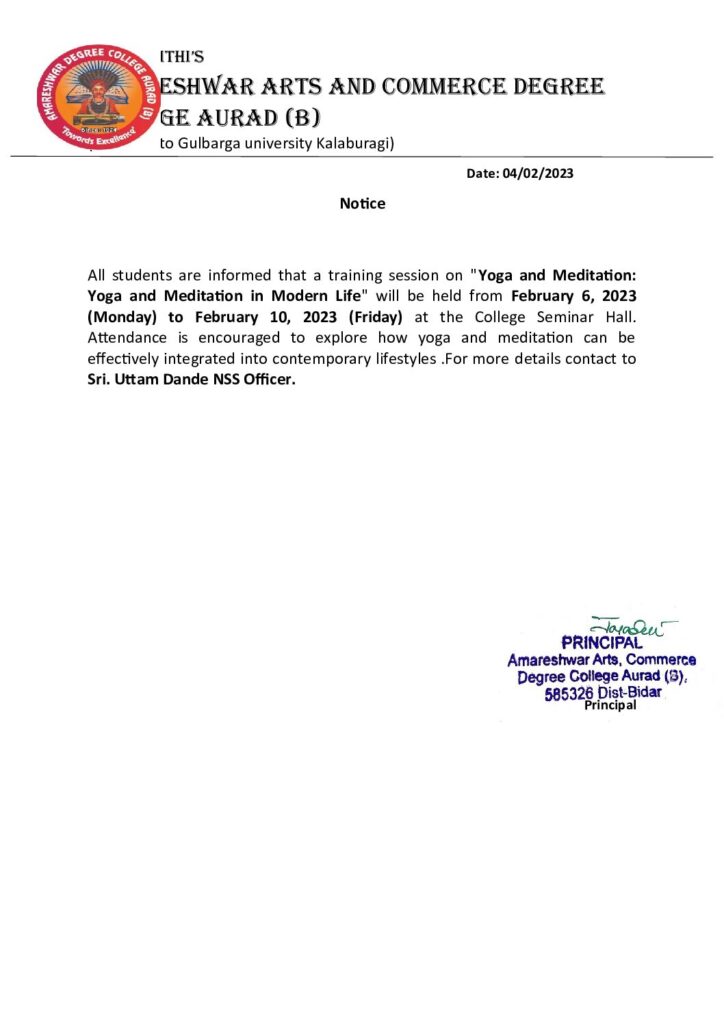 ITHI'S
ESHWAR ARTS AND COMMERCE DEGREE
GE AURAD (B)
to Gulbarga university Kalaburagi)
AMARESHWAR DEGREE COLLEGE AURAD (B)
"Towards Excellence"
Date: 04/02/2023
Notice
All students are informed that a training session on "Yoga and Meditation:
Yoga and Meditation in Modern Life" will be held from February 6, 2023
(Monday) to February 10, 2023 (Friday) at the College Seminar Hall.
Attendance is encouraged to explore how yoga and meditation can be
effectively integrated into contemporary lifestyles .For more details contact to
Sri. Uttam Dande NSS Officer.
PRINCIPAL
Amareshwar Arts, Commerce
Degree College Aurad (B),
585326 Dist-Bidar
Principal